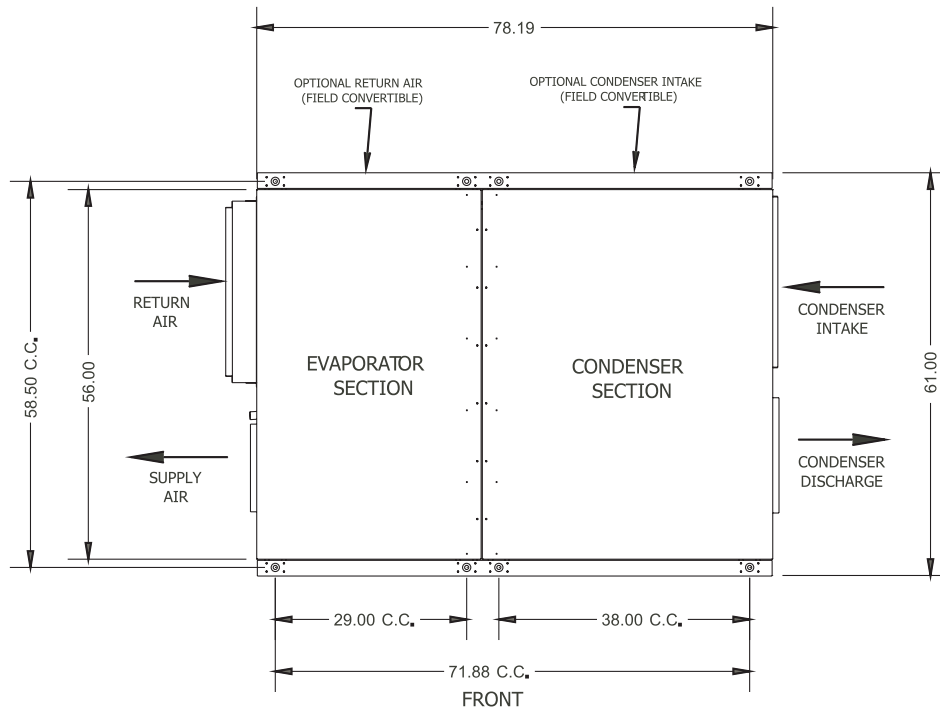 78.19
OPTIONAL RETURN AIR
(FIELD CONVERTIBLE)
OPTIONAL CONDENSER INTAKE
(FIELD CONVERTIBLE)
RETURN
AIR
CONDENSER
INTAKE
58.50 C.C.
56.00
EVAPORATOR
SECTION
CONDENSER
SECTION
61.00
SUPPLY
AIR
CONDENSER
DISCHARGE
29.00 C.C.
38.00 C.C.
71.88 C.C.
FRONT